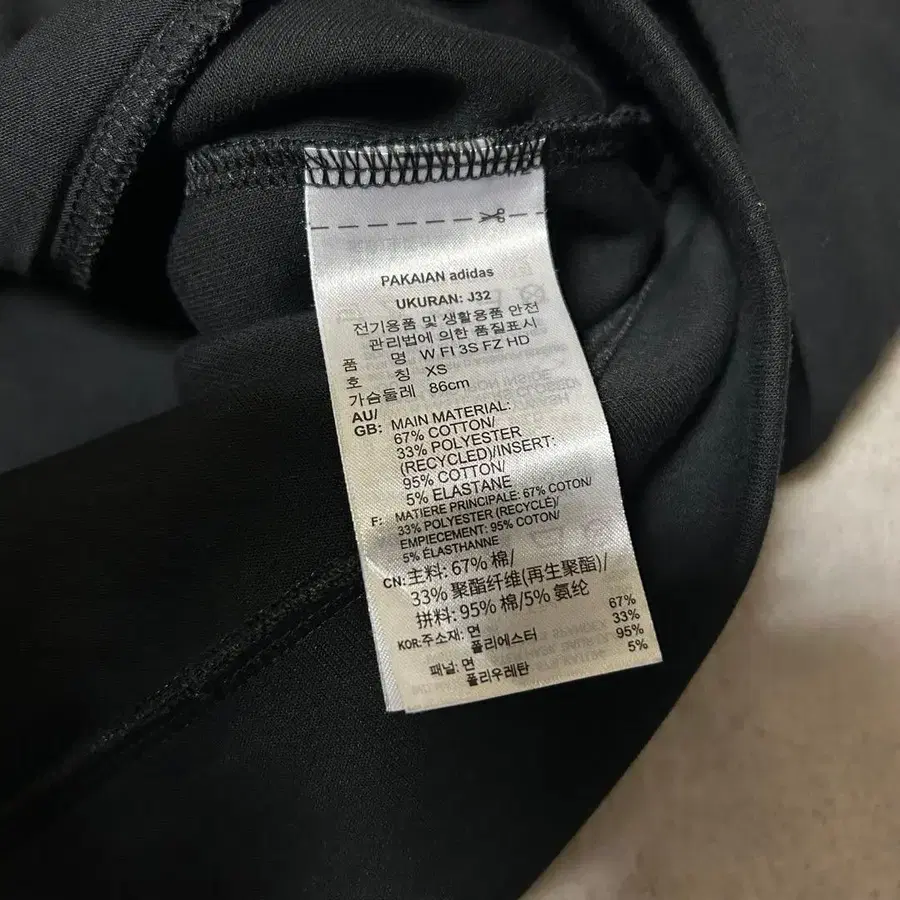 PAKAIAN adidas
UKURAN: J32
전기용품 및 생활용품 안전
관리법에 의한 품질표시
품 명 W FI 3S FZ HD
호 칭 XS
가슴둘레 86cm
AU/
GB: MAIN MATERIAL:
67% COTTON/
33% POLYESTER
(RECYCLED)/INSERT:
95% COTTON/
5% ELASTANE
F: MATIERE PRINCIPALE: 67% COTON/
33% POLYESTER (RECYCLÉ)/
EMPIECEMENT: 95% COTON/
5% ÉLASTHANNE
CN: 主料: 67% 棉/
33% 聚酯纤维(再生聚酯)/
拼料: 95% 棉/5% 氨纶
KOR: 주소재: 면 67%
폴리에스터 33%
패널: 면 95%
폴리우레탄 5%